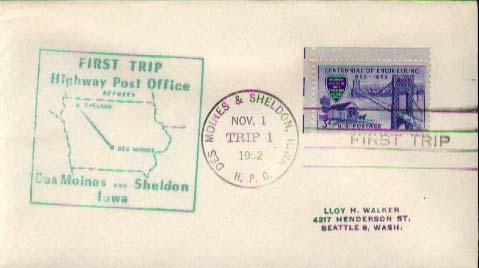 FIRST TRIP
Highway Post Office
BETWEEN
SHELDON
DES MOINES
Des Moines AND Sheldon
Iowa
DES MOINES & SHELDON, IOWA
NOV. 1
TRIP 1
1952
H. P. O.
CENTENNIAL OF ENGINEERING
1852-1952
3¢ U.S. POSTAGE
FIRST TRIP
LLOY H. WALKER
4217 HENDERSON ST.
SEATTLE 8, WASH.